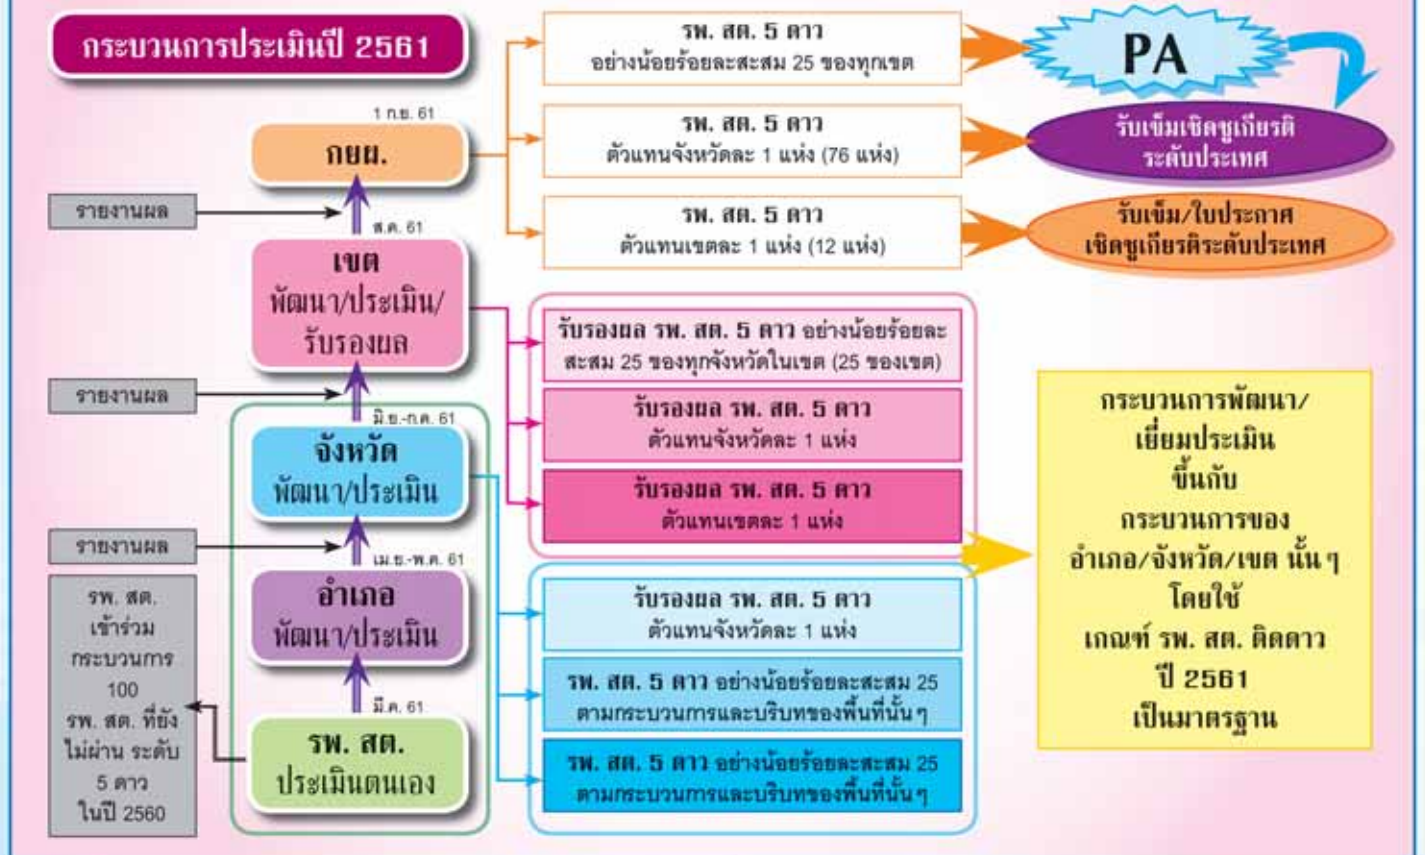 กระบวนการประเมินปี 2561
รพ. สต. 5 ดาว
อย่างน้อยร้อยละสะสม 25 ของทุกเขต
PA
1 ก.ย. 61
กยผ.
รพ. สต. 5 ดาว
ตัวแทนจังหวัดละ 1 แห่ง (76 แห่ง)
รับเข็มเชิดชูเกียรติ
ระดับประเทศ
รายงานผล
ส.ค. 61
รพ. สต. 5 ดาว
ตัวแทนเขตละ 1 แห่ง (12 แห่ง)
รับเข็ม/ใบประกาศ
เชิดชูเกียรติระดับประเทศ
เขต
พัฒนา/ประเมิน/
รับรองผล
รับรองผล รพ. สต. 5 ดาว อย่างน้อยร้อยละ
สะสม 25 ของทุกจังหวัดในเขต (25 ของเขต)
รับรองผล รพ. สต. 5 ดาว
ตัวแทนจังหวัดละ 1 แห่ง
รับรองผล รพ. สต. 5 ดาว
ตัวแทนเขตละ 1 แห่ง
รายงานผล
มิ.ย.-ก.ค. 61
จังหวัด
พัฒนา/ประเมิน
กระบวนการพัฒนา/
เยี่ยมประเมิน
ขึ้นกับ
กระบวนการของ
อำเภอ/จังหวัด/เขต นั้นๆ
โดยใช้
เกณฑ์ รพ. สต. ติดดาว
ปี 2561
เป็นมาตรฐาน
รายงานผล
เม.ย.-พ.ค. 61
อำเภอ
พัฒนา/ประเมิน
รับรองผล รพ. สต. 5 ดาว
ตัวแทนจังหวัดละ 1 แห่ง
รพ. สต. 5 ดาว อย่างน้อยร้อยละสะสม 25
ตามกระบวนการและบริบทของพื้นที่นั้นๆ
รพ. สต. 5 ดาว อย่างน้อยร้อยละสะสม 25
ตามกระบวนการและบริบทของพื้นที่นั้นๆ
รพ. สต.
เข้าร่วม
กระบวนการ
100
รพ. สต. ที่ยัง
ไม่ผ่าน ระดับ
5 ดาว
ในปี 2560
มี.ค. 61
รพ. สต.
ประเมินตนเอง